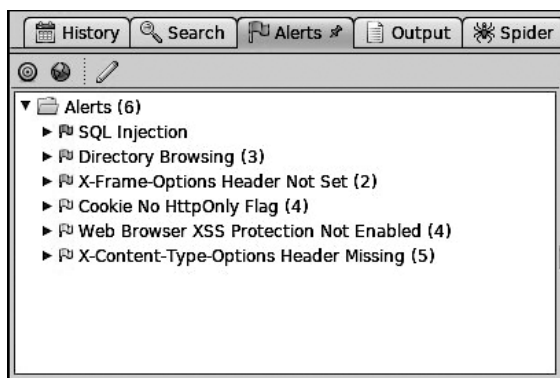 History Search Alerts Output Spider
Alerts (6)
SQL Injection
Directory Browsing (3)
X-Frame-Options Header Not Set (2)
Cookie No HttpOnly Flag (4)
Web Browser XSS Protection Not Enabled (4)
X-Content-Type-Options Header Missing (5)